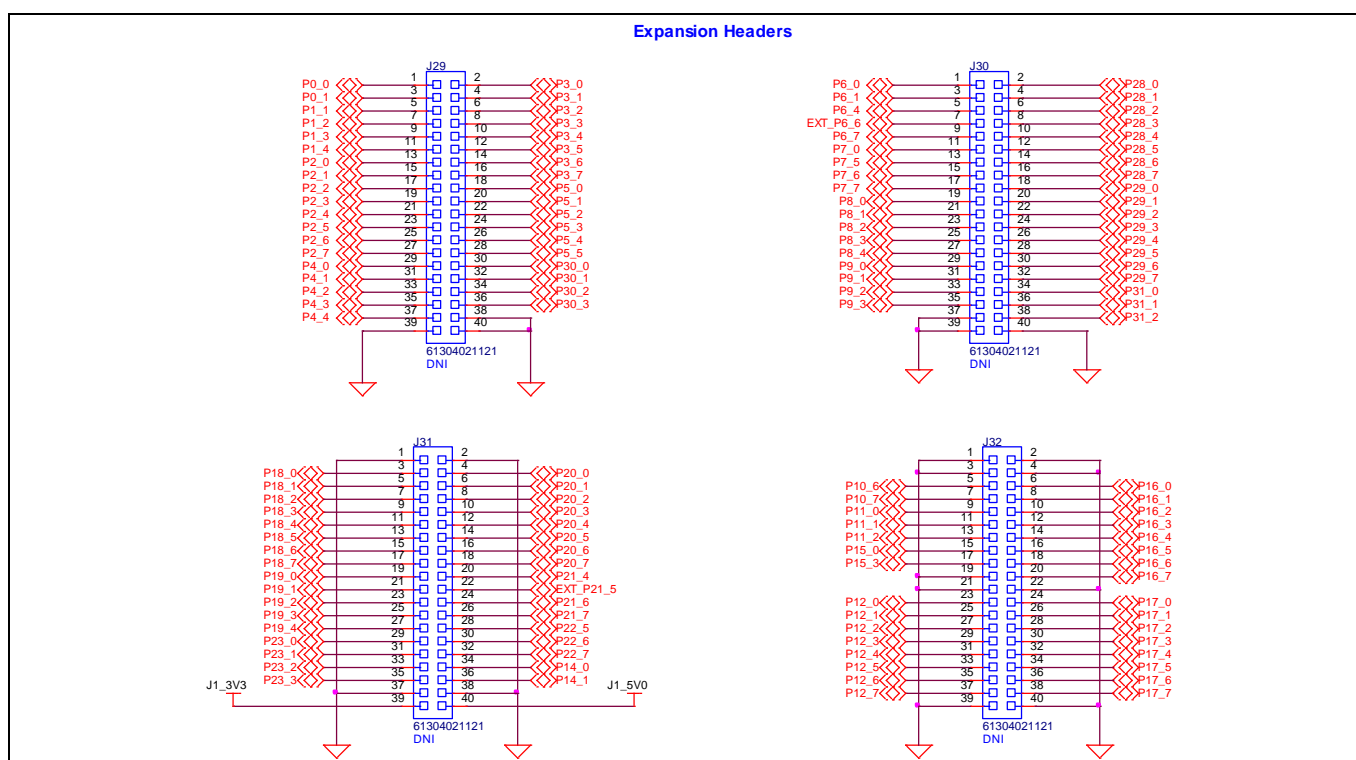 Expansion Headers
J29
P0_0 1 2 P3_0
P0_1 3 4 P3_1
P1_1 5 6 P3_2
P1_2 7 8 P3_3
P1_3 9 10 P3_4
P1_4 11 12 P3_5
P2_0 13 14 P3_6
P2_1 15 16 P3_7
P2_2 17 18 P5_0
P2_3 19 20 P5_1
P2_4 21 22 P5_2
P2_5 23 24 P5_3
P2_6 25 26 P5_4
P2_7 27 28 P5_5
P4_0 29 30 P30_0
P4_1 31 32 P30_1
P4_2 33 34 P30_2
P4_3 35 36 P30_3
P4_4 37 38
39 40
61304021121
DNI
J30
P6_0 1 2 P28_0
P6_1 3 4 P28_1
P6_4 5 6 P28_2
EXT_P6_6 7 8 P28_3
P6_7 9 10 P28_4
P7_0 11 12 P28_5
P7_5 13 14 P28_6
P7_6 15 16 P28_7
P7_7 17 18 P29_0
P8_0 19 20 P29_1
P8_1 21 22 P29_2
P8_2 23 24 P29_3
P8_3 25 26 P29_4
P8_4 27 28 P29_5
P9_0 29 30 P29_6
P9_1 31 32 P29_7
P9_2 33 34 P31_0
P9_3 35 36 P31_1
37 38 P31_2
39 40
61304021121
DNI
J31
1 2
P18_0 3 4 P20_0
P18_1 5 6 P20_1
P18_2 7 8 P20_2
P18_3 9 10 P20_3
P18_4 11 12 P20_4
P18_5 13 14 P20_5
P18_6 15 16 P20_6
P18_7 17 18 P20_7
P19_0 19 20 P21_4
P19_1 21 22 EXT_P21_5
P19_2 23 24 P21_6
P19_3 25 26 P21_7
P19_4 27 28 P22_5
P23_0 29 30 P22_6
P23_1 31 32 P22_7
P23_2 33 34 P14_0
P23_3 35 36 P14_1
37 38
J1_3V3 39 40 J1_5V0
61304021121
DNI
J32
1 2
3 4
P10_6 5 6 P16_0
P10_7 7 8 P16_1
P11_0 9 10 P16_2
P11_1 11 12 P16_3
P11_2 13 14 P16_4
P15_0 15 16 P16_5
P15_3 17 18 P16_6
19 20 P16_7
21 22
P12_0 23 24 P17_0
P12_1 25 26 P17_1
P12_2 27 28 P17_2
P12_3 29 30 P17_3
P12_4 31 32 P17_4
P12_5 33 34 P17_5
P12_6 35 36 P17_6
P12_7 37 38 P17_7
39 40
61304021121
DNI